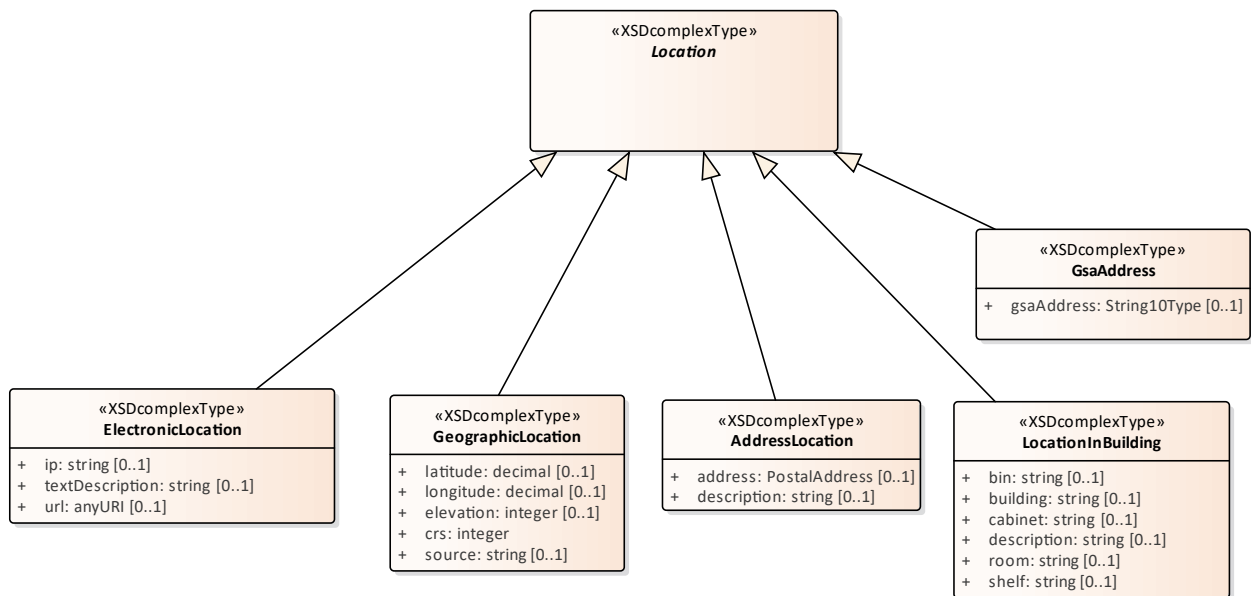 «XSDcomplexType»
Location
«XSDcomplexType»
GsaAddress
+ gsaAddress: String10Type [0..1]
«XSDcomplexType»
ElectronicLocation
+ ip: string [0..1]
+ textDescription: string [0..1]
+ url: anyURI [0..1]
«XSDcomplexType»
GeographicLocation
+ latitude: decimal [0..1]
+ longitude: decimal [0..1]
+ elevation: integer [0..1]
+ crs: integer
+ source: string [0..1]
«XSDcomplexType»
AddressLocation
+ address: PostalAddress [0..1]
+ description: string [0..1]
«XSDcomplexType»
LocationInBuilding
+ bin: string [0..1]
+ building: string [0..1]
+ cabinet: string [0..1]
+ description: string [0..1]
+ room: string [0..1]
+ shelf: string [0..1]